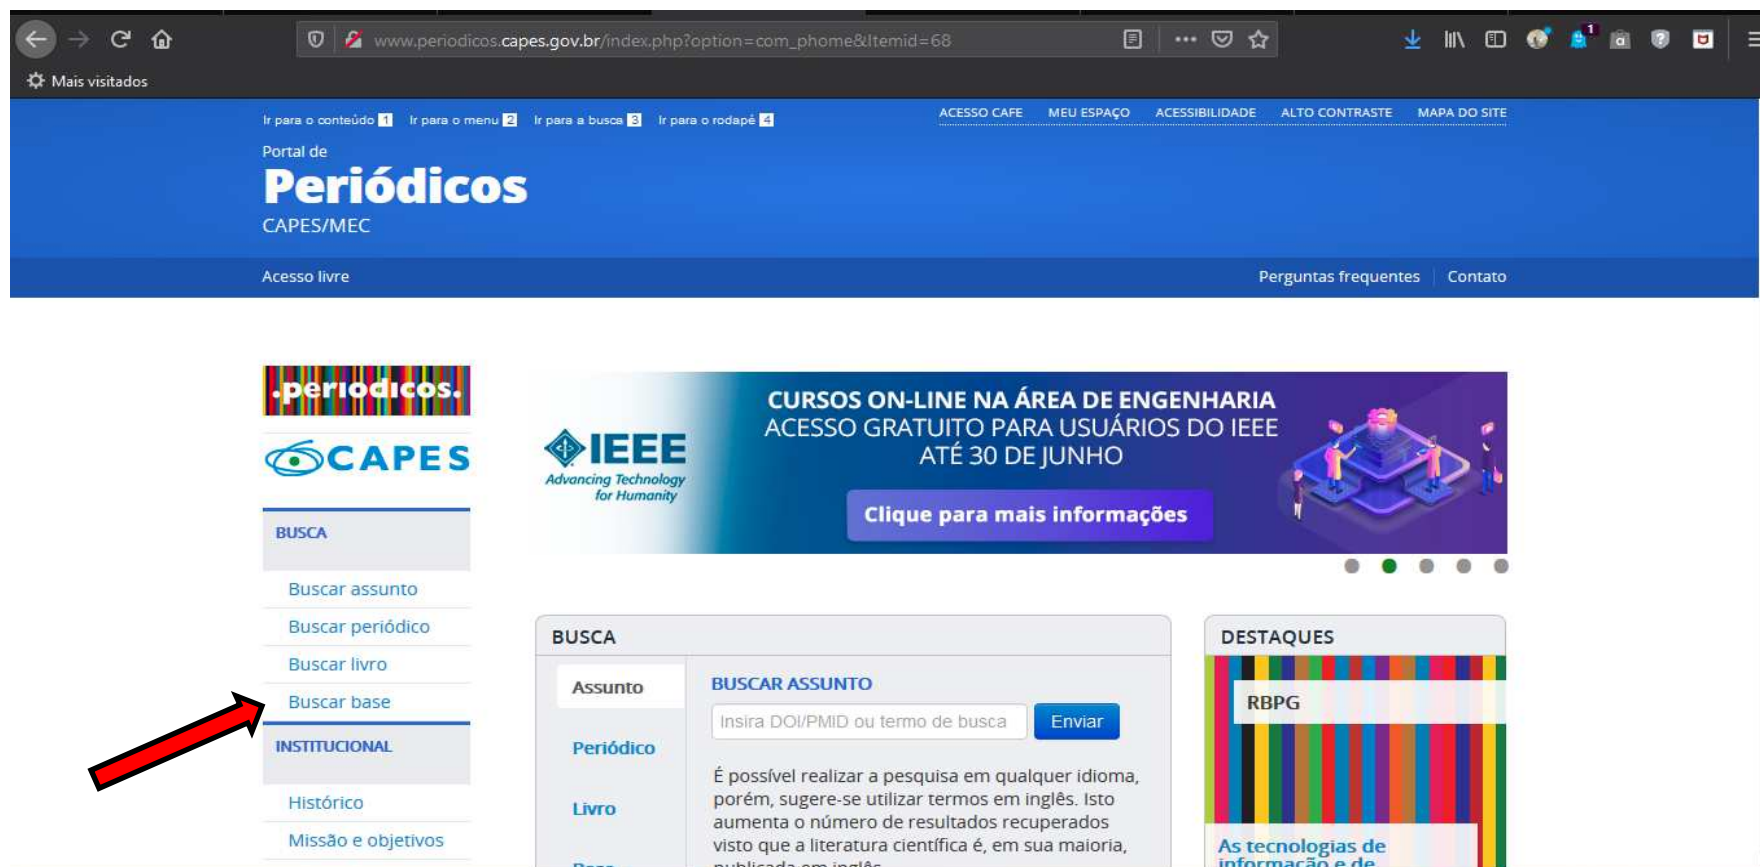 www.periodicos.capes.gov.br/index.php?option=com_phome&Itemid=68
1
Mais visitados
Ir para o conteúdo 1 Ir para o menu 2 Ir para a busca 3 Ir para o rodapé 4
ACESSO CAFE MEU ESPAÇO ACESSIBILIDADE ALTO CONTRASTE MAPA DO SITE
Portal de
Periódicos
CAPES/MEC
Acesso livre
Perguntas frequentes Contato
.periodicos.
CAPES
BUSCA
Buscar assunto
Buscar periódico
Buscar livro
Buscar base
INSTITUCIONAL
Histórico
Missão e objetivos
IEEE
Advancing Technology
for Humanity
CURSOS ON-LINE NA ÁREA DE ENGENHARIA
ACESSO GRATUITO PARA USUÁRIOS DO IEEE
ATÉ 30 DE JUNHO
Clique para mais informações
BUSCA
Assunto
Periódico
Livro
Base
BUSCAR ASSUNTO
Insira DOI/PMID ou termo de busca
Enviar
É possível realizar a pesquisa em qualquer idioma,
porém, sugere-se utilizar termos em inglês. Isto
aumenta o número de resultados recuperados
visto que a literatura científica é, em sua maioria,
publicada em inglês.
DESTAQUES
RBPG
As tecnologias de
informação e de